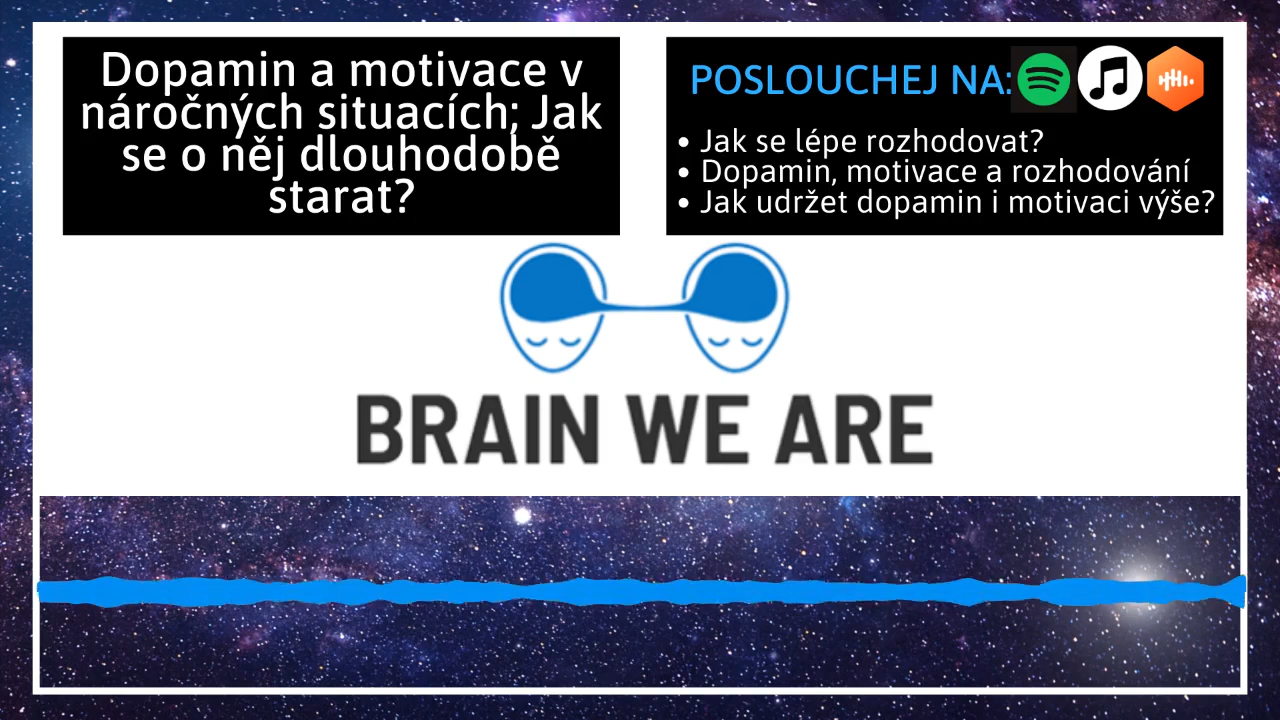 Dopamin a motivace v
náročných situacích; Jak
se o něj dlouhodobě
starat?
POSLOUCHEJ NA:
• Jak se lépe rozhodovat?
• Dopamin, motivace a rozhodování
• Jak udržet dopamin i motivaci výše?
BRAIN WE ARE